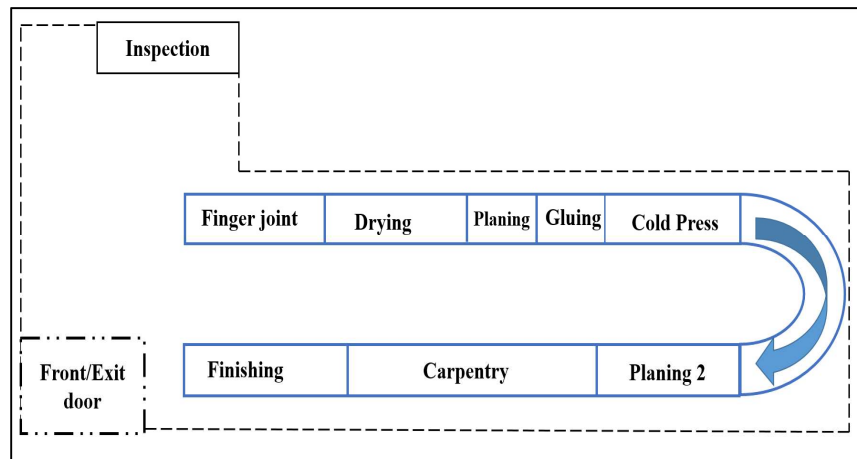 Inspection
Finger joint
Drying
Planing
Gluing
Cold Press
Front/Exit
door
Finishing
Carpentry
Planing 2